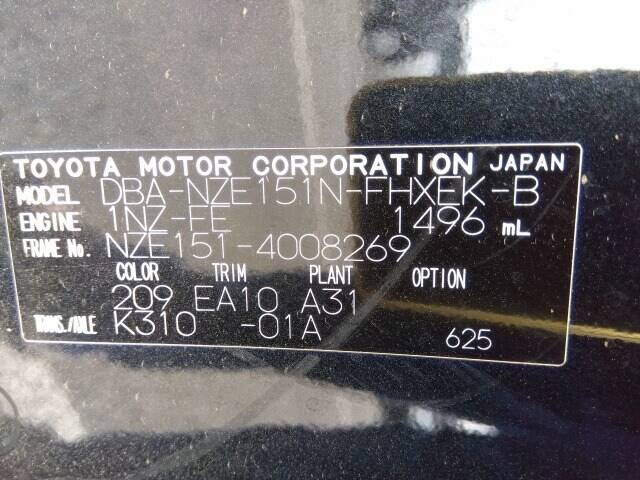 TOYOTA MOTOR CORPORATION JAPAN
MODEL DBA-NZE151N-FHXEK-B
ENGINE 1NZ-FE 1496 mL
FRAME No. NZE151-4008269
COLOR TRIM PLANT OPTION
209 EA10 A31
TRANS./AXLE K310 -01A
625